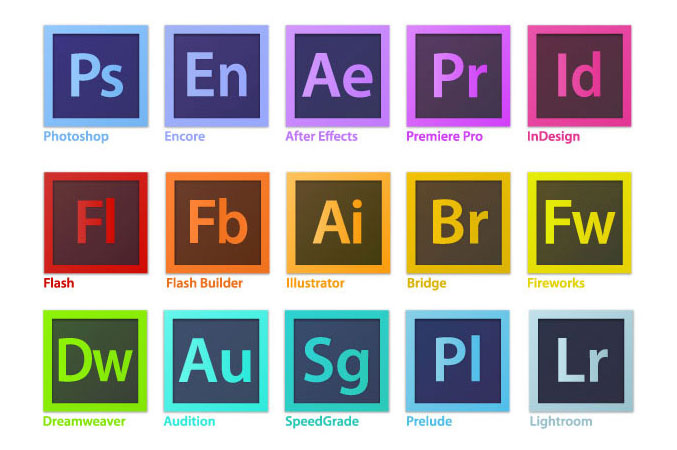 Ps En Ae Pr Id
Photoshop Encore After Effects Premiere Pro InDesign
Fl Fb Ai Br Fw
Flash Flash Builder Illustrator Bridge Fireworks
Dw Au Sg Pl Lr
Dreamweaver Audition SpeedGrade Prelude Lightroom